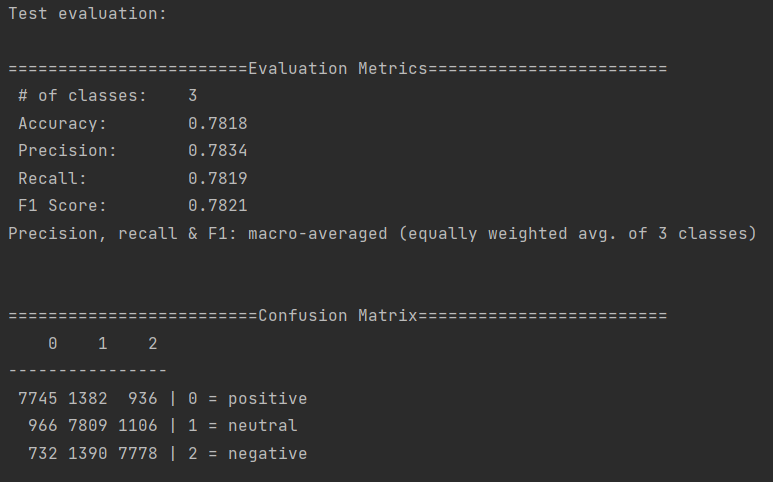 Test evaluation:
========================Evaluation Metrics========================
# of classes: 3
Accuracy: 0.7818
Precision: 0.7834
Recall: 0.7819
F1 Score: 0.7821
Precision, recall & F1: macro-averaged (equally weighted avg. of 3 classes)
=========================Confusion Matrix=========================
0 1 2
----------------
7745 1382 936 | 0 = positive
966 7809 1106 | 1 = neutral
732 1390 7778 | 2 = negative